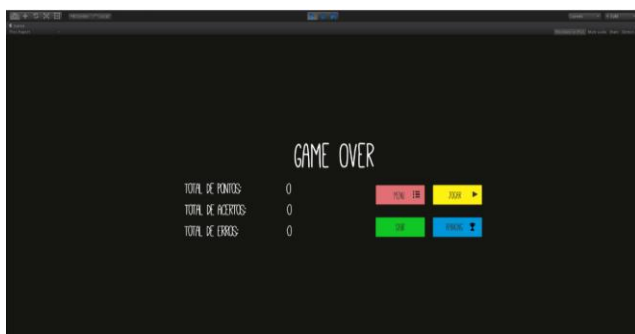 GAME OVER
TOTAL DE PONTOS: 0
TOTAL DE ACERTOS: 0
TOTAL DE ERROS: 0
MENU
JOGAR
SAIR
RANKING